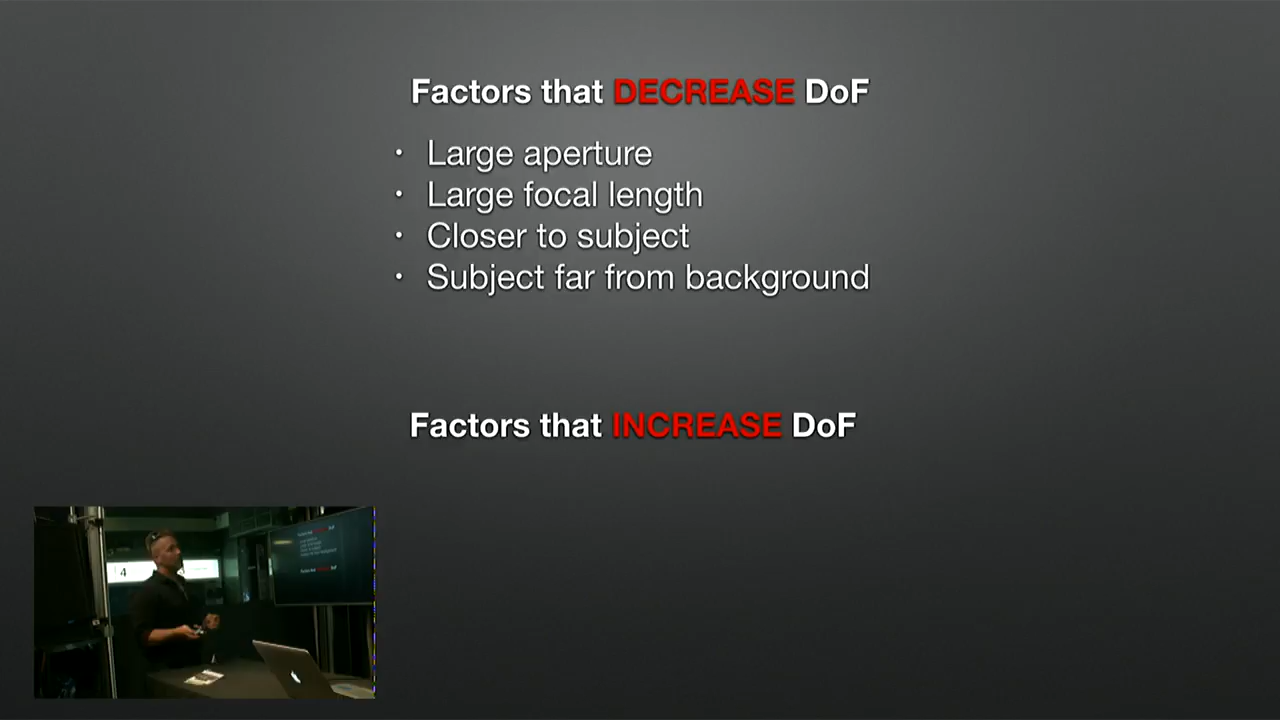 Factors that DECREASE DoF
• Large aperture
• Large focal length
• Closer to subject
• Subject far from background
Factors that INCREASE DoF
4